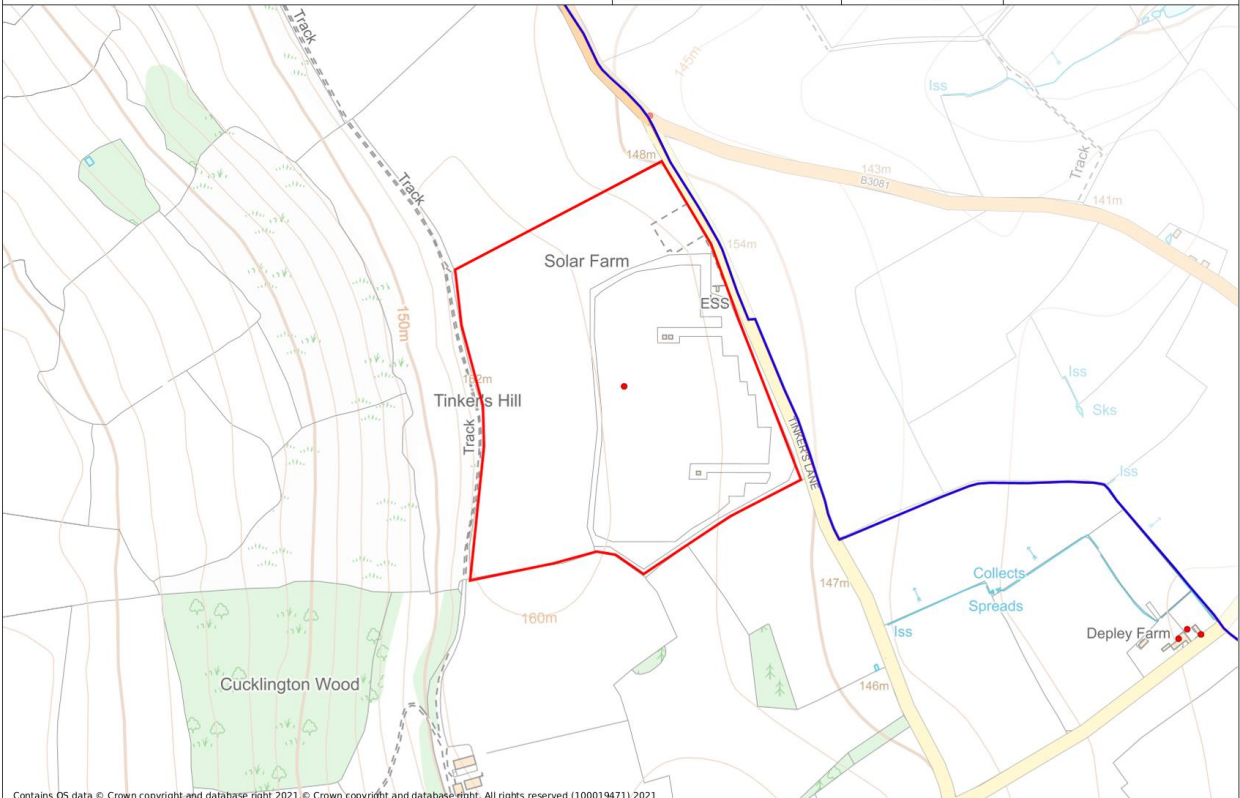 Track
145m
Iss
148m
143m
B3081
Track
Track
141m
154m
Solar Farm
ESS
150m
162m
Tinker's Hill
Track
TINKER'S LANE
Iss
Sks
Iss
Collects
Spreads
147m
160m
Iss
Depley Farm
Cucklington Wood
146m
Contains OS data © Crown copyright and database right 2021 © Crown copyright and database right. All rights reserved (100019471) 2021